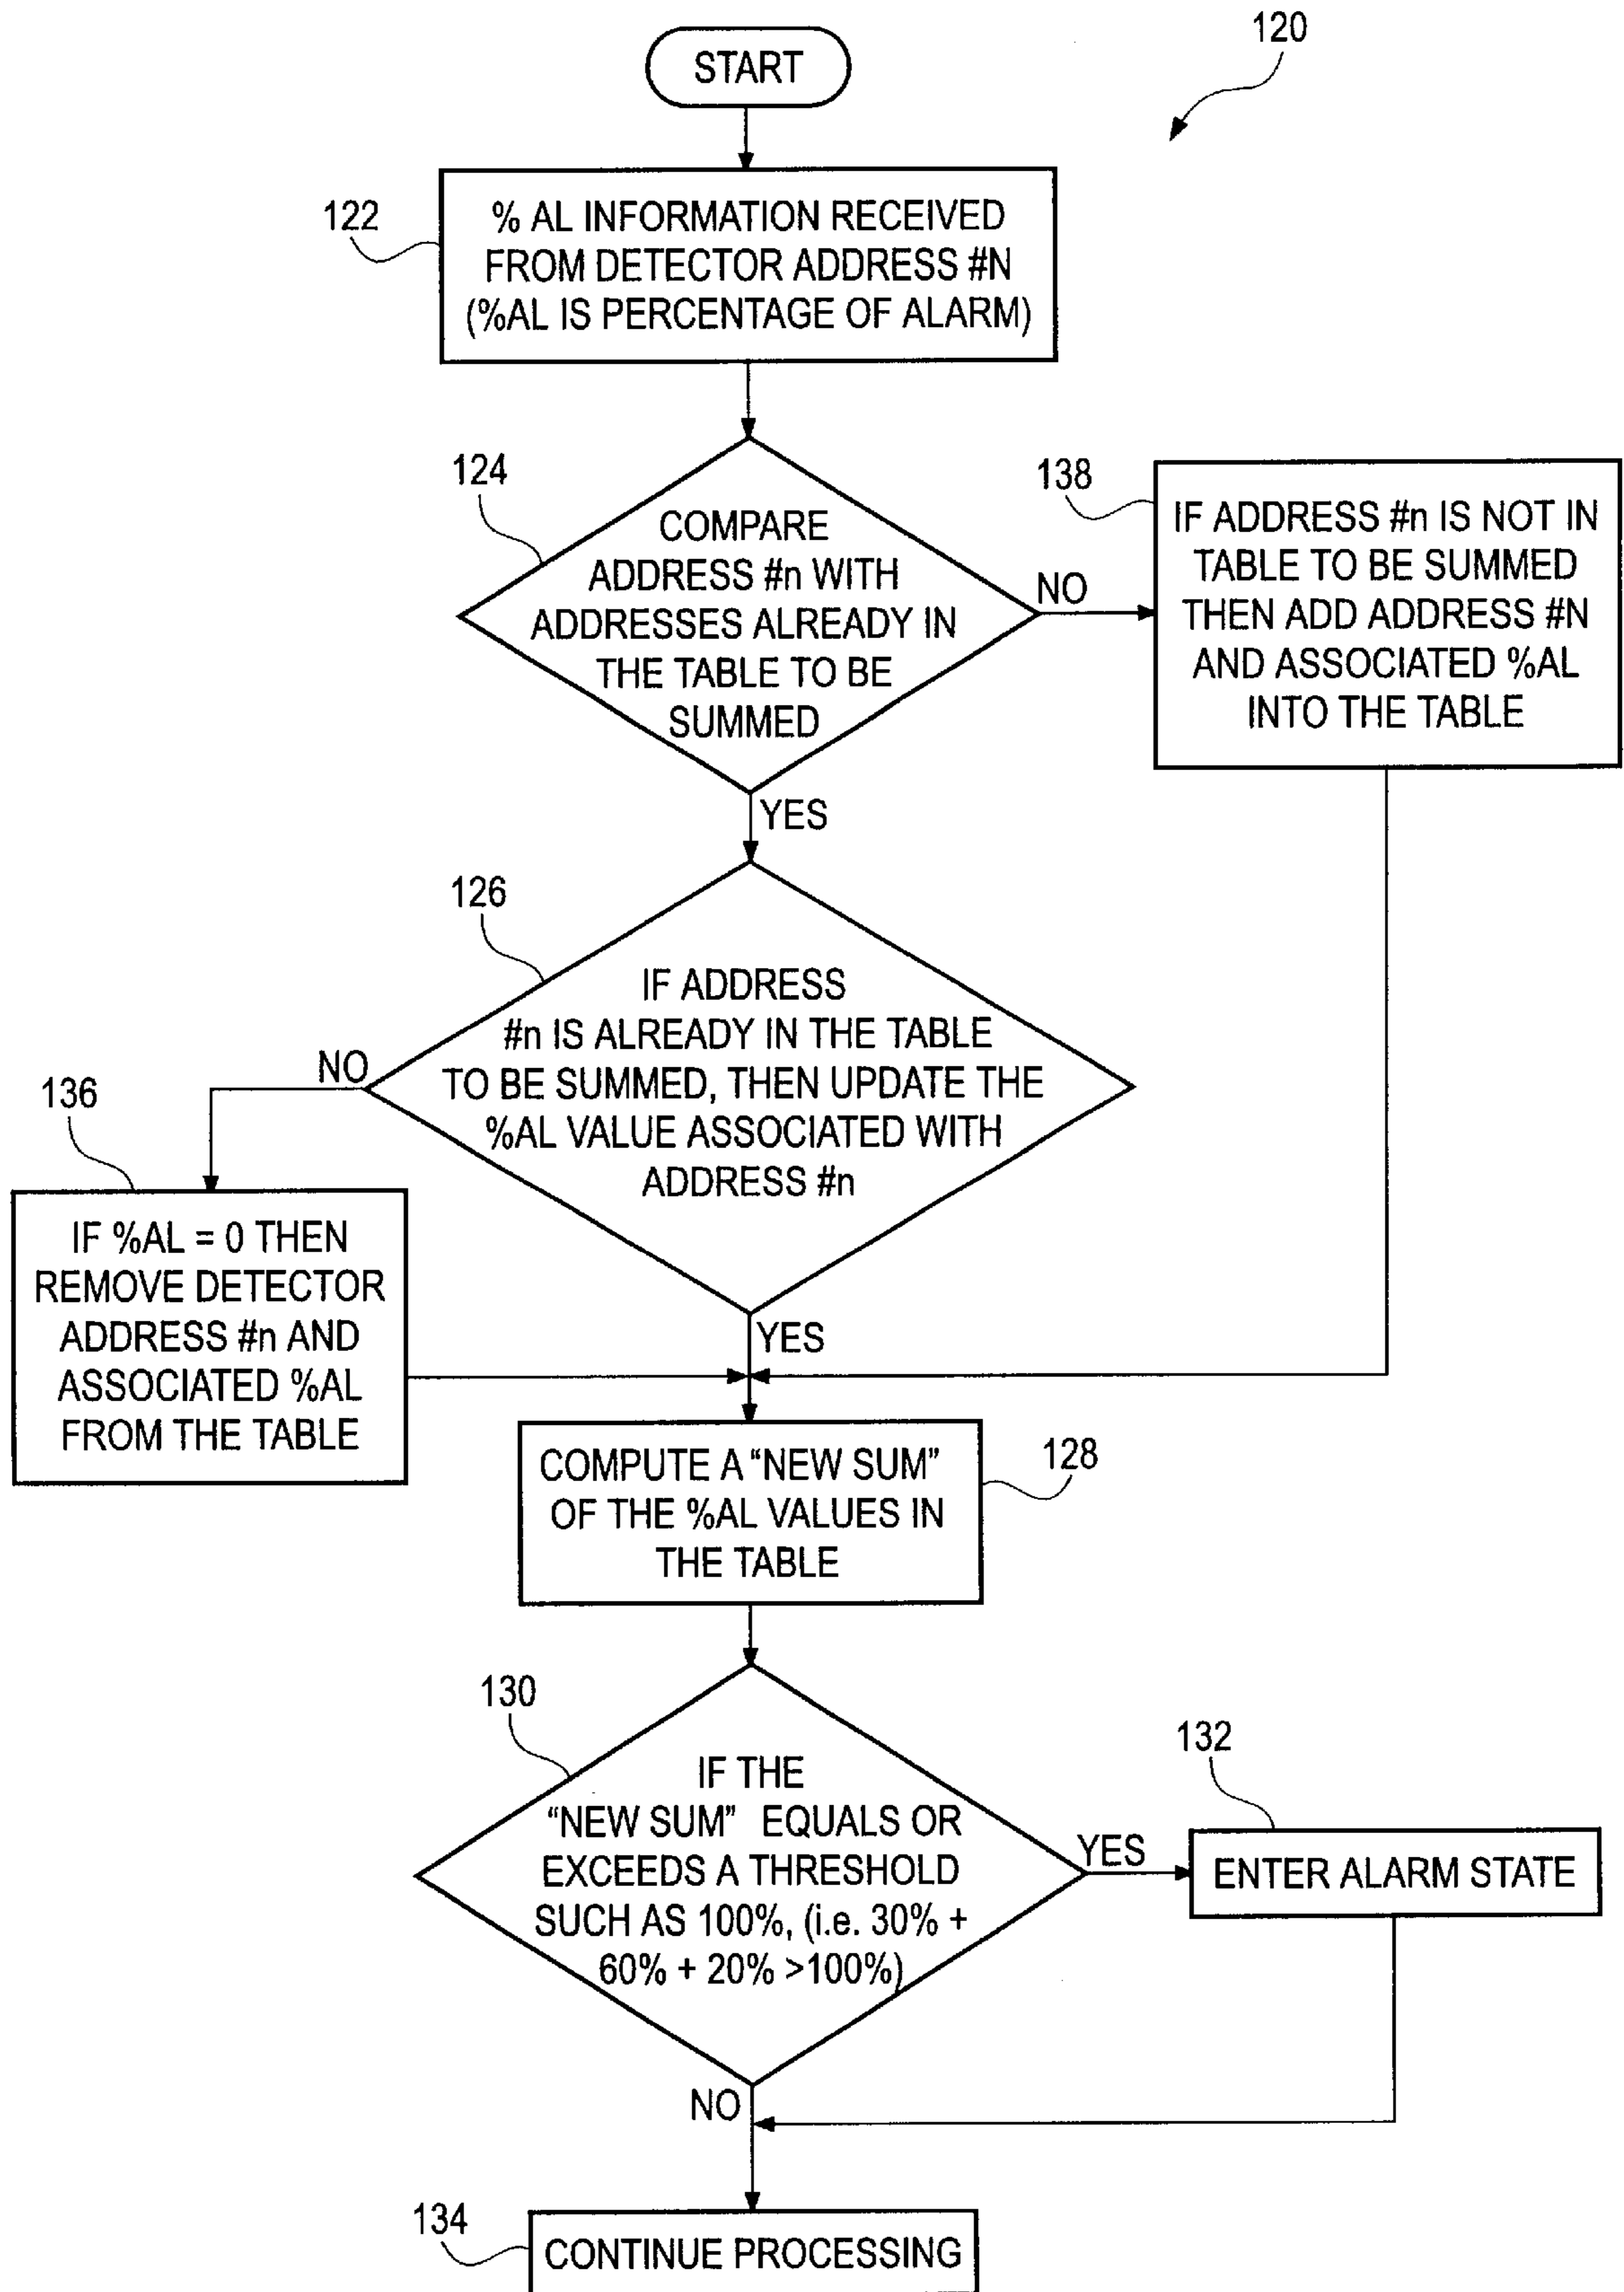 120
START
122
% AL INFORMATION RECEIVED
FROM DETECTOR ADDRESS #N
(%AL IS PERCENTAGE OF ALARM)
124
COMPARE
ADDRESS #n WITH
ADDRESSES ALREADY IN
THE TABLE TO BE
SUMMED
NO
138
IF ADDRESS #n IS NOT IN
TABLE TO BE SUMMED
THEN ADD ADDRESS #N
AND ASSOCIATED %AL
INTO THE TABLE
YES
126
IF ADDRESS
#n IS ALREADY IN THE TABLE
TO BE SUMMED, THEN UPDATE THE
%AL VALUE ASSOCIATED WITH
ADDRESS #n
NO
136
IF %AL = 0 THEN
REMOVE DETECTOR
ADDRESS #n AND
ASSOCIATED %AL
FROM THE TABLE
YES
128
COMPUTE A “NEW SUM”
OF THE %AL VALUES IN
THE TABLE
130
IF THE
“NEW SUM” EQUALS OR
EXCEEDS A THRESHOLD
SUCH AS 100%, (i.e. 30% +
60% + 20% >100%)
YES
132
ENTER ALARM STATE
NO
134
CONTINUE PROCESSING